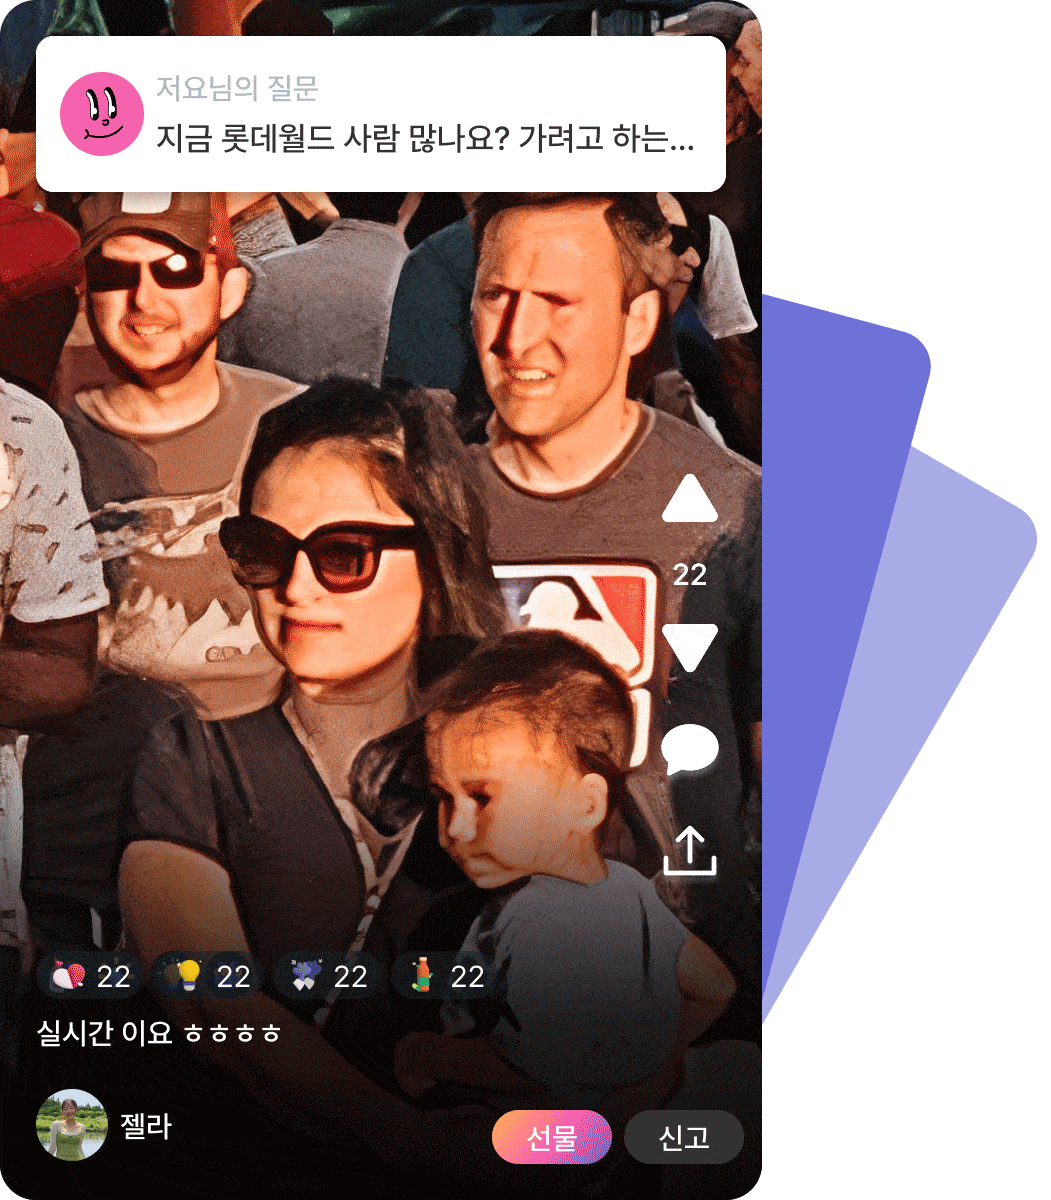 저요님의 질문
지금 롯데월드 사람 많나요? 가려고 하는...
22
22 22 22 22
실시간 이요 ㅎㅎㅎㅎ
젤라
선물 신고